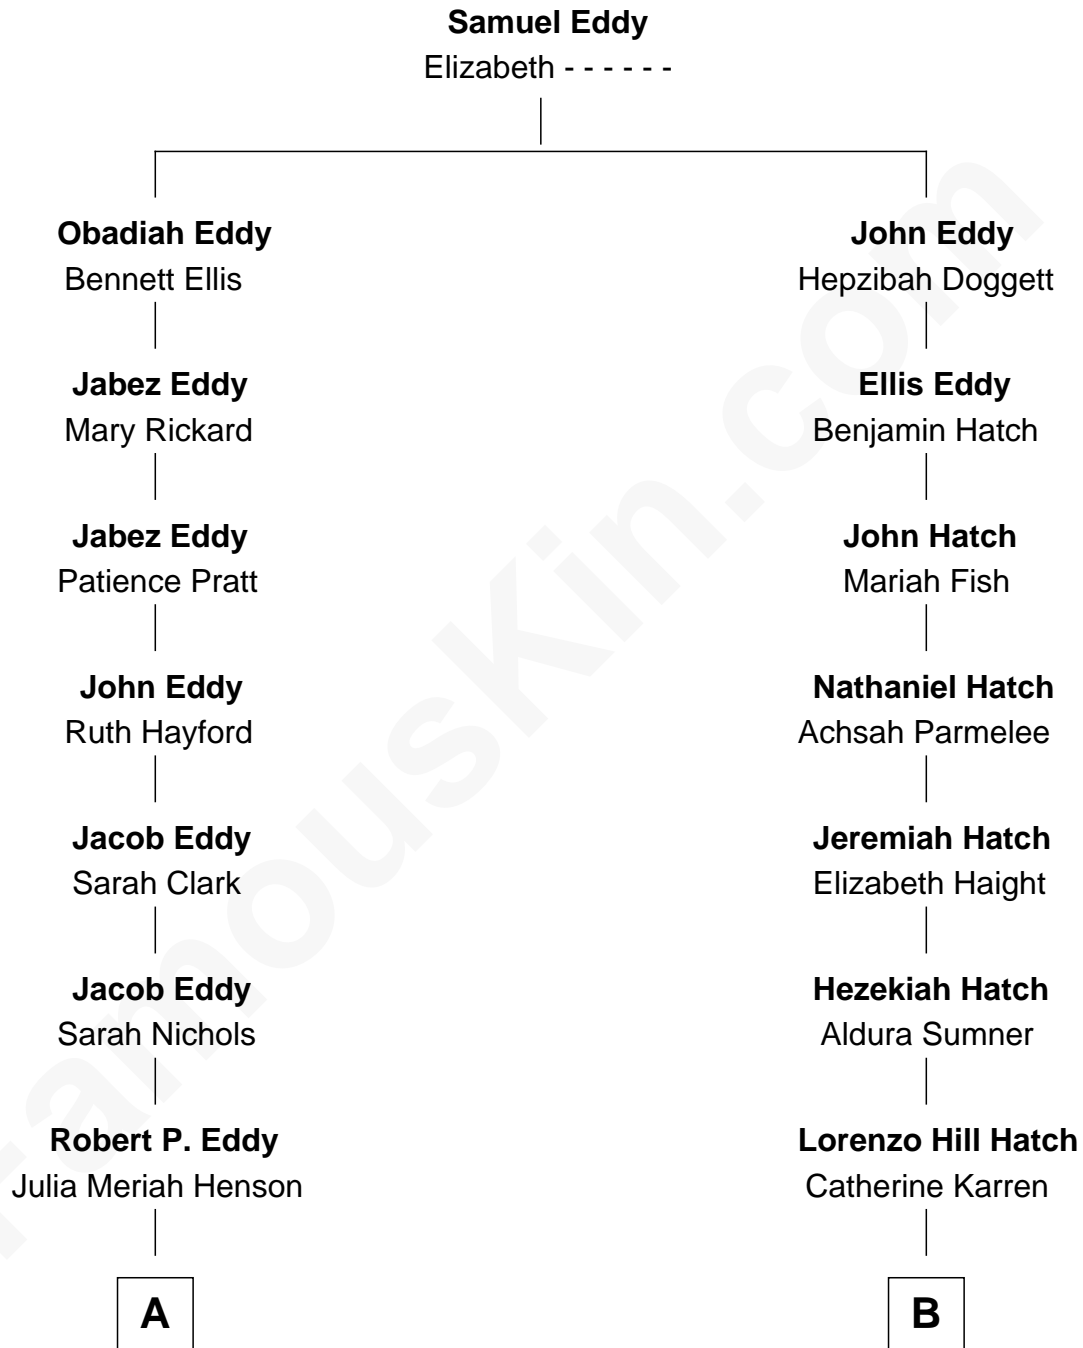 Samuel Eddy
Elizabeth - - - - - -
Obadiah Eddy
Bennett Ellis
John Eddy
Hepzibah Doggett
Jabez Eddy
Mary Rickard
Ellis Eddy
Benjamin Hatch
Jabez Eddy
Patience Pratt
John Hatch
Mariah Fish
John Eddy
Ruth Hayford
Nathaniel Hatch
Achsah Parmelee
Jacob Eddy
Sarah Clark
Jeremiah Hatch
Elizabeth Haight
Jacob Eddy
Sarah Nichols
Hezekiah Hatch
Aldura Sumner
Robert P. Eddy
Julia Meriah Henson
Lorenzo Hill Hatch
Catherine Karren
A
B
FamousKin.com